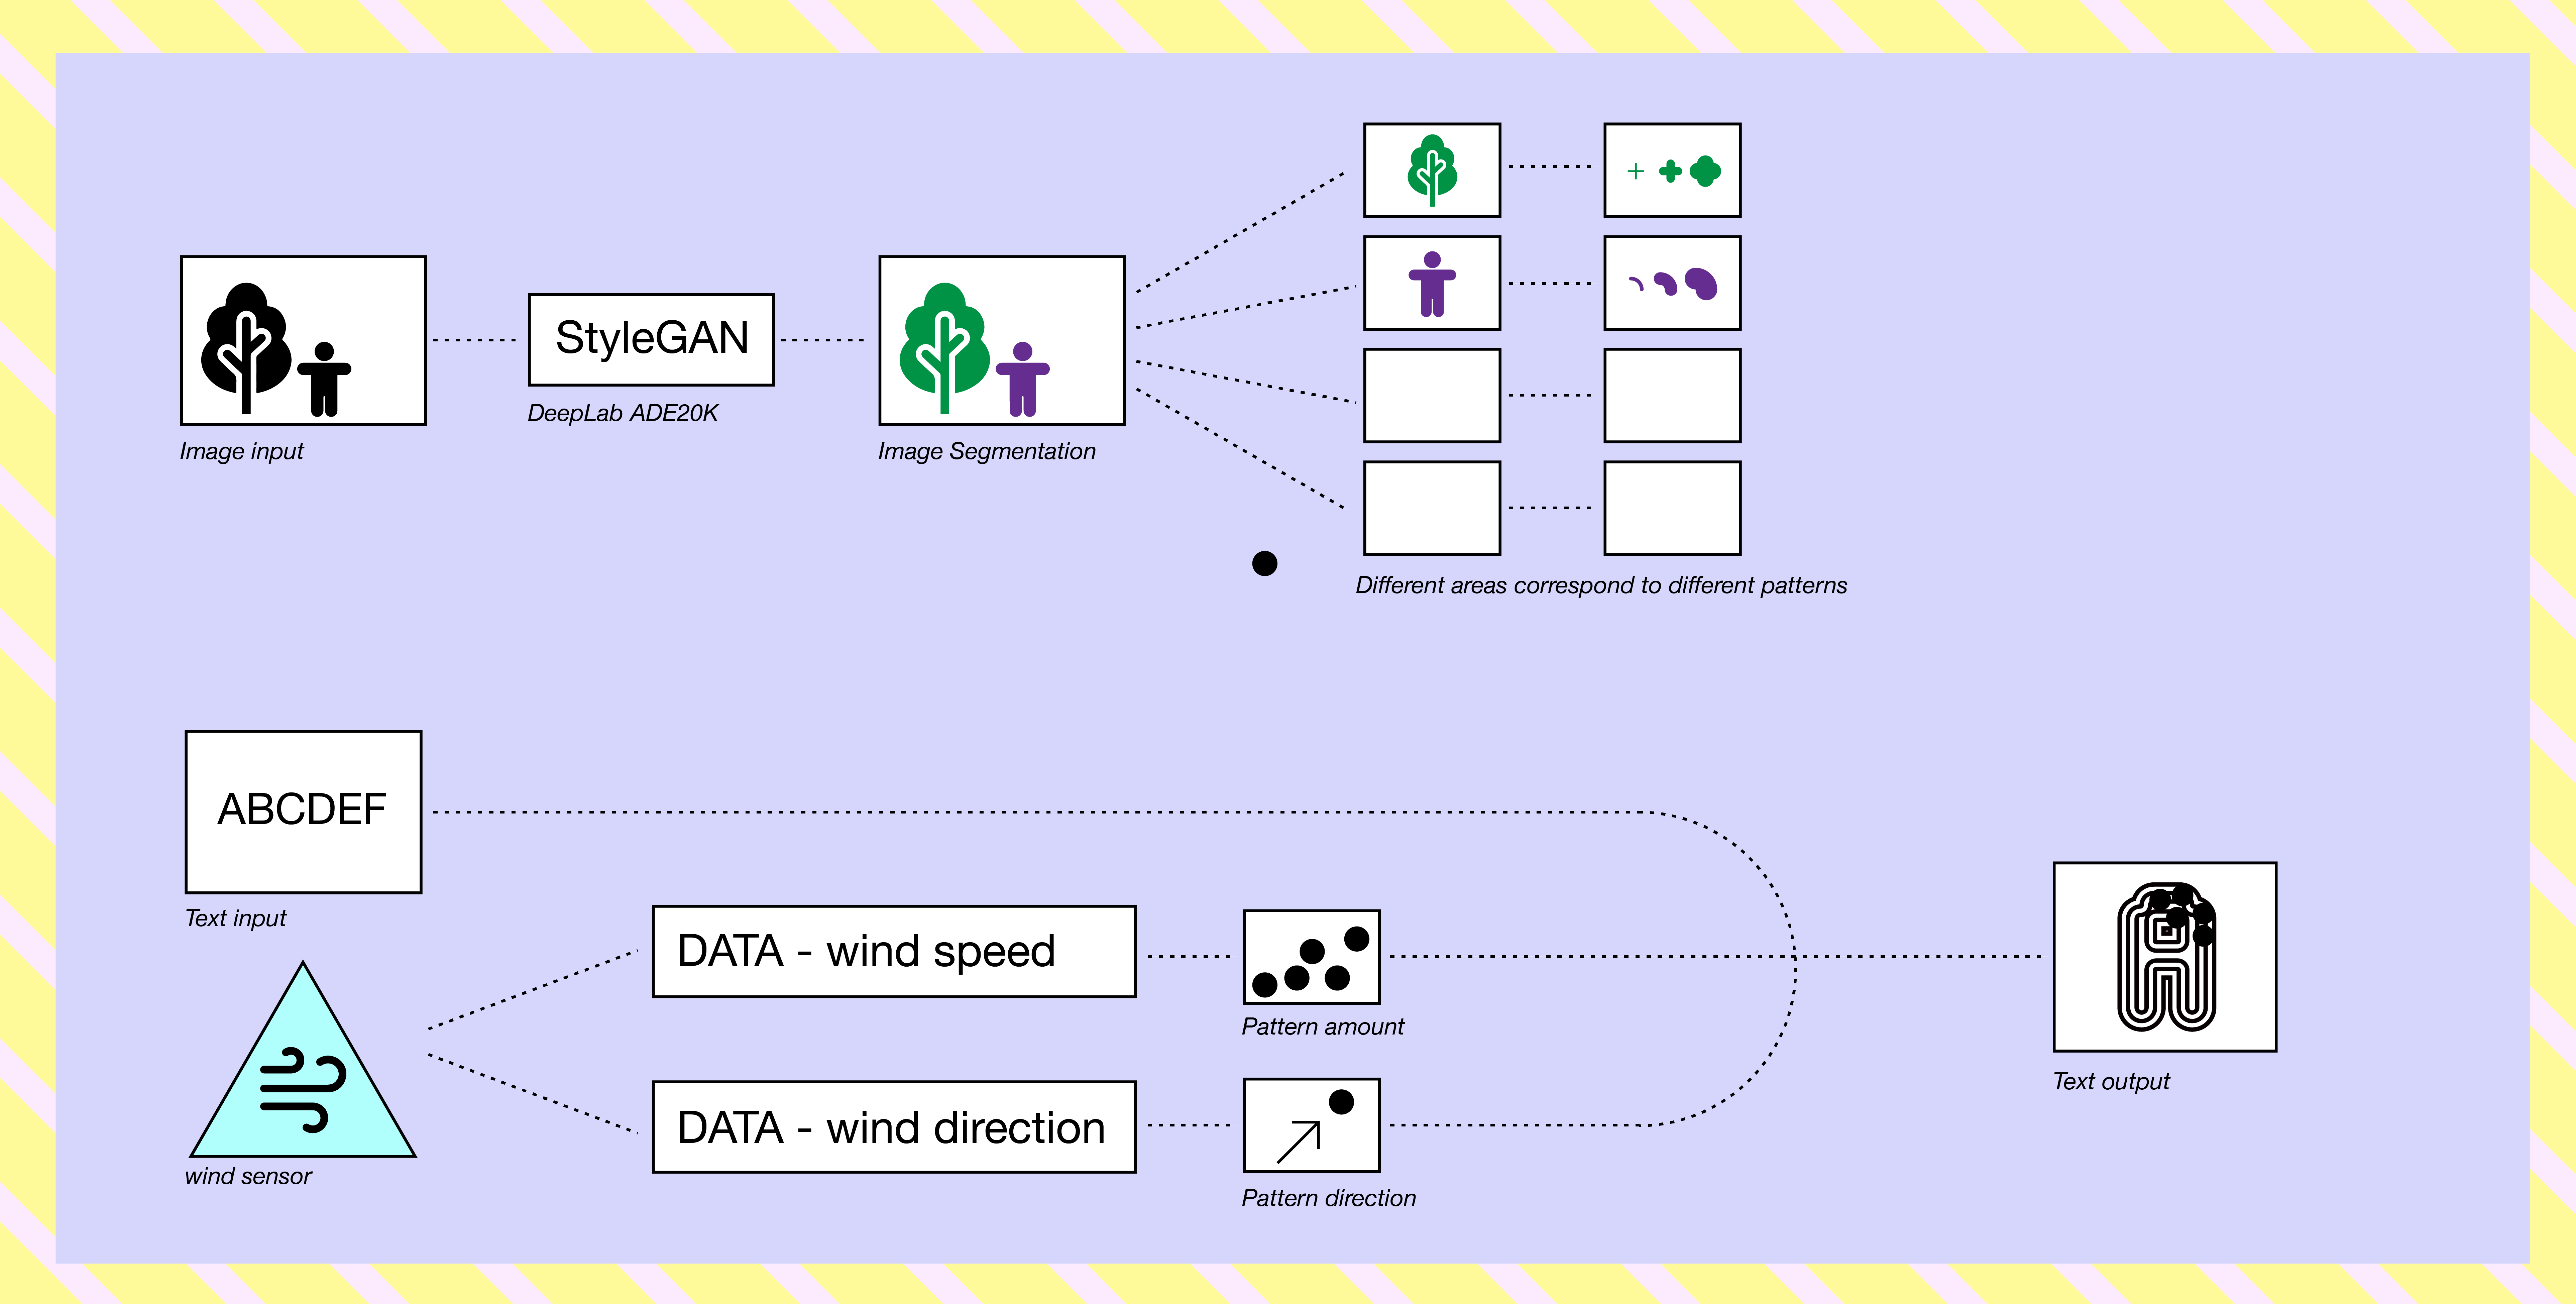 StyleGAN
DeepLab ADE20K
Image input
Image Segmentation
Different areas correspond to different patterns
ABCDEF
Text input
DATA - wind speed
Pattern amount
wind sensor
DATA - wind direction
Pattern direction
A
Text output